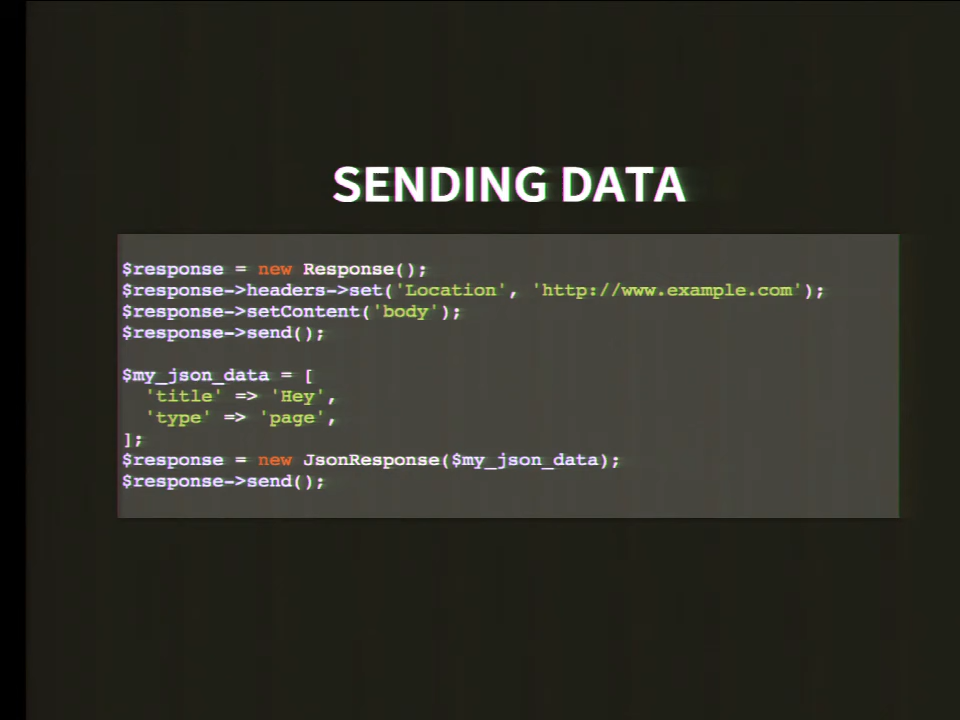 SENDING DATA
$response = new Response();
$response->headers->set('Location', 'http://www.example.com');
$response->setContent('body');
$response->send();
$my_json_data = [
  'title' => 'Hey',
  'type' => 'page',
];
$response = new JsonResponse($my_json_data);
$response->send();